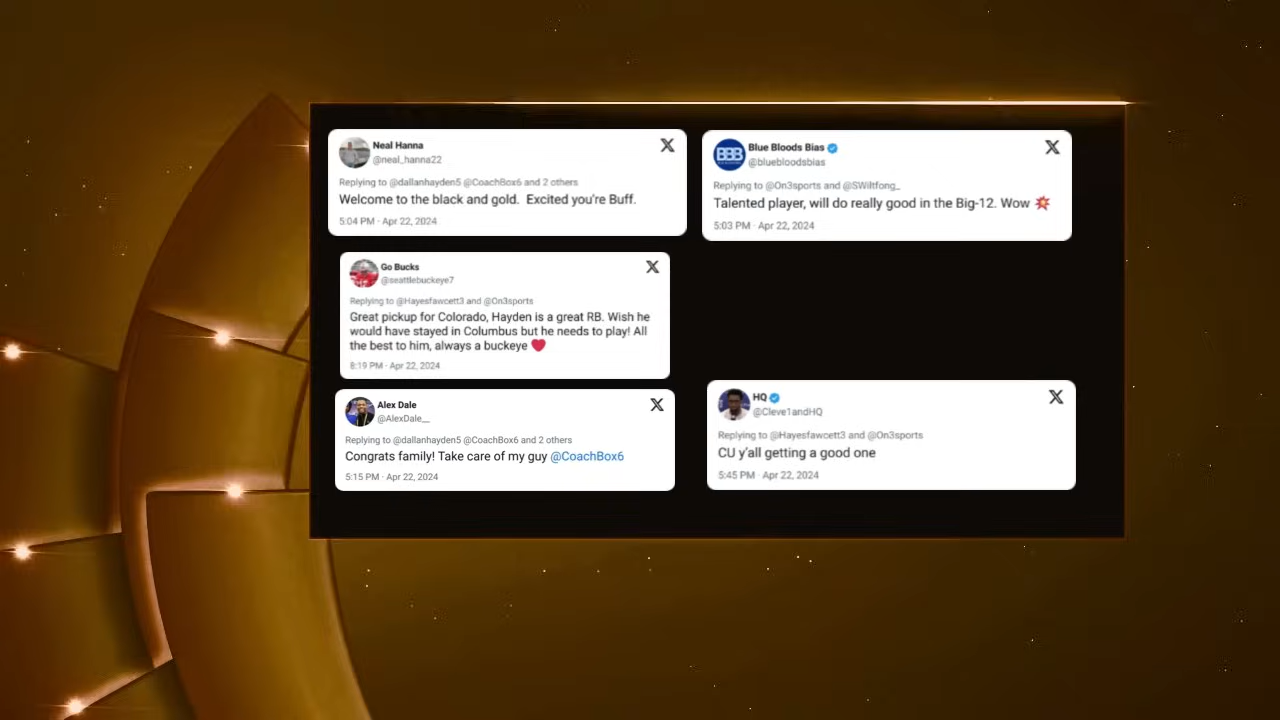 Neal Hanna
@neal_hanna22
Replying to @dallanhayden5 @CoachBox6 and 2 others
Welcome to the black and gold.  Excited you're Buff.
5:04 PM · Apr 22, 2024
BBB
Blue Bloods Bias
@bluebloodsbias
Replying to @On3sports and @SWiltfong_
Talented player, will do really good in the Big-12. Wow 💥
5:03 PM · Apr 22, 2024
Go Bucks
@seattlebuckeye7
Replying to @Hayesfawcett3 and @On3sports
Great pickup for Colorado, Hayden is a great RB. Wish he
would have stayed in Columbus but he needs to play! All
the best to him, always a buckeye ❤️
8:19 PM · Apr 22, 2024
Alex Dale
@AlexDale__
Replying to @dallanhayden5 @CoachBox6 and 2 others
Congrats family! Take care of my guy @CoachBox6
5:15 PM · Apr 22, 2024
HQ
@Cleve1andHQ
Replying to @Hayesfawcett3 and @On3sports
CU y'all getting a good one
5:45 PM · Apr 22, 2024